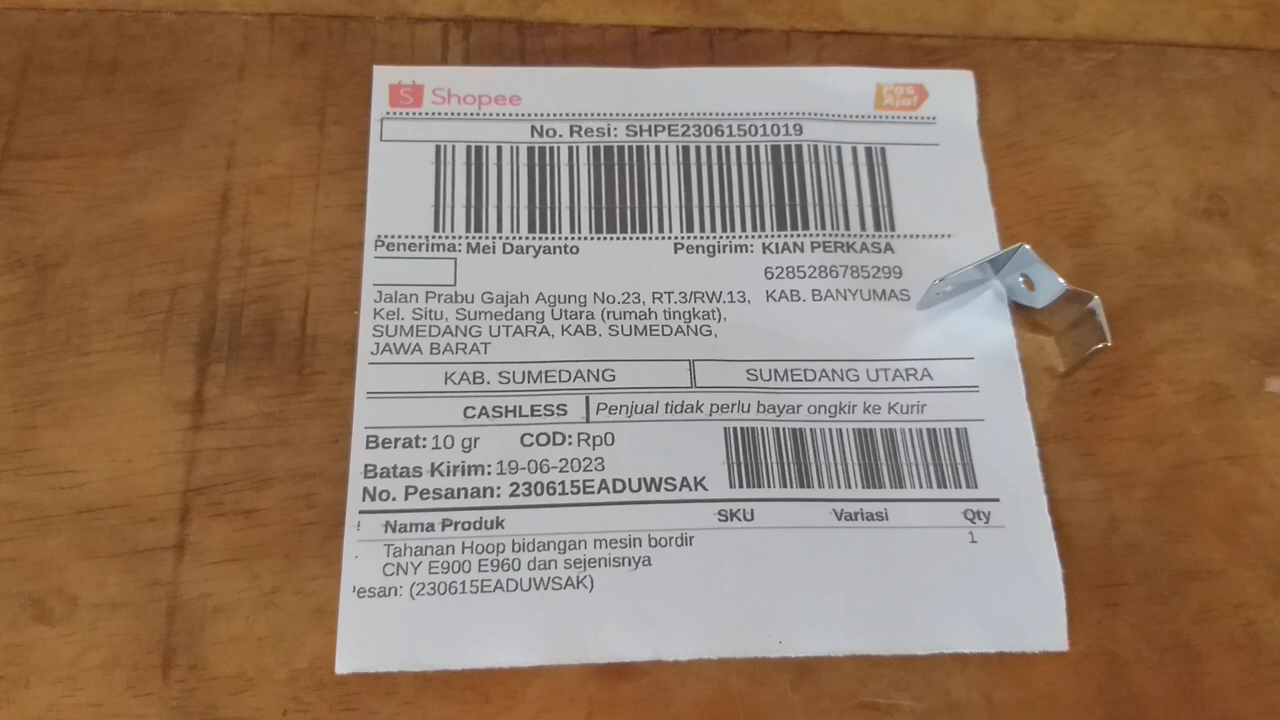 Shopee
Pos Aja!
No. Resi: SHPE23061501019
Penerima: Mei Daryanto
Pengirim: KIAN PERKASA
6285286785299
KAB. BANYUMAS
Jalan Prabu Gajah Agung No.23, RT.3/RW.13,
Kel. Situ, Sumedang Utara (rumah tingkat),
SUMEDANG UTARA, KAB. SUMEDANG,
JAWA BARAT
KAB. SUMEDANG
SUMEDANG UTARA
CASHLESS
Penjual tidak perlu bayar ongkir ke Kurir
Berat: 10 gr
COD: Rp0
Batas Kirim: 19-06-2023
No. Pesanan: 230615EADUWSAK
Nama Produk SKU Variasi Qty
Tahanan Hoop bidangan mesin bordir 1
CNY E900 E960 dan sejenisnya
esan: (230615EADUWSAK)